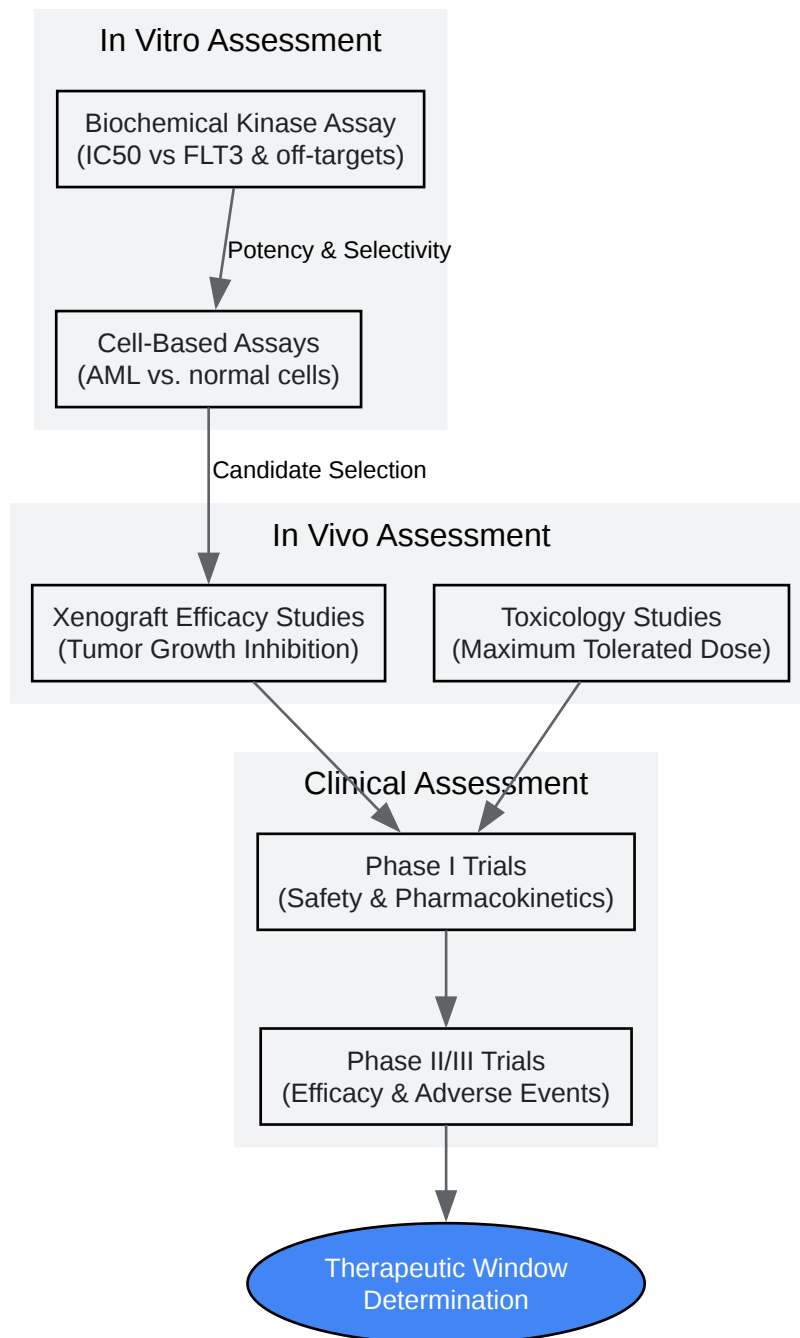 In Vitro Assessment
Biochemical Kinase Assay
(IC50 vs FLT3 & off-targets)
Potency & Selectivity
Cell-Based Assays
(AML vs. normal cells)
Candidate Selection
In Vivo Assessment
Xenograft Efficacy Studies
(Tumor Growth Inhibition)
Toxicology Studies
(Maximum Tolerated Dose)
Clinical Assessment
Phase I Trials
(Safety & Pharmacokinetics)
Phase II/III Trials
(Efficacy & Adverse Events)
Therapeutic Window
Determination